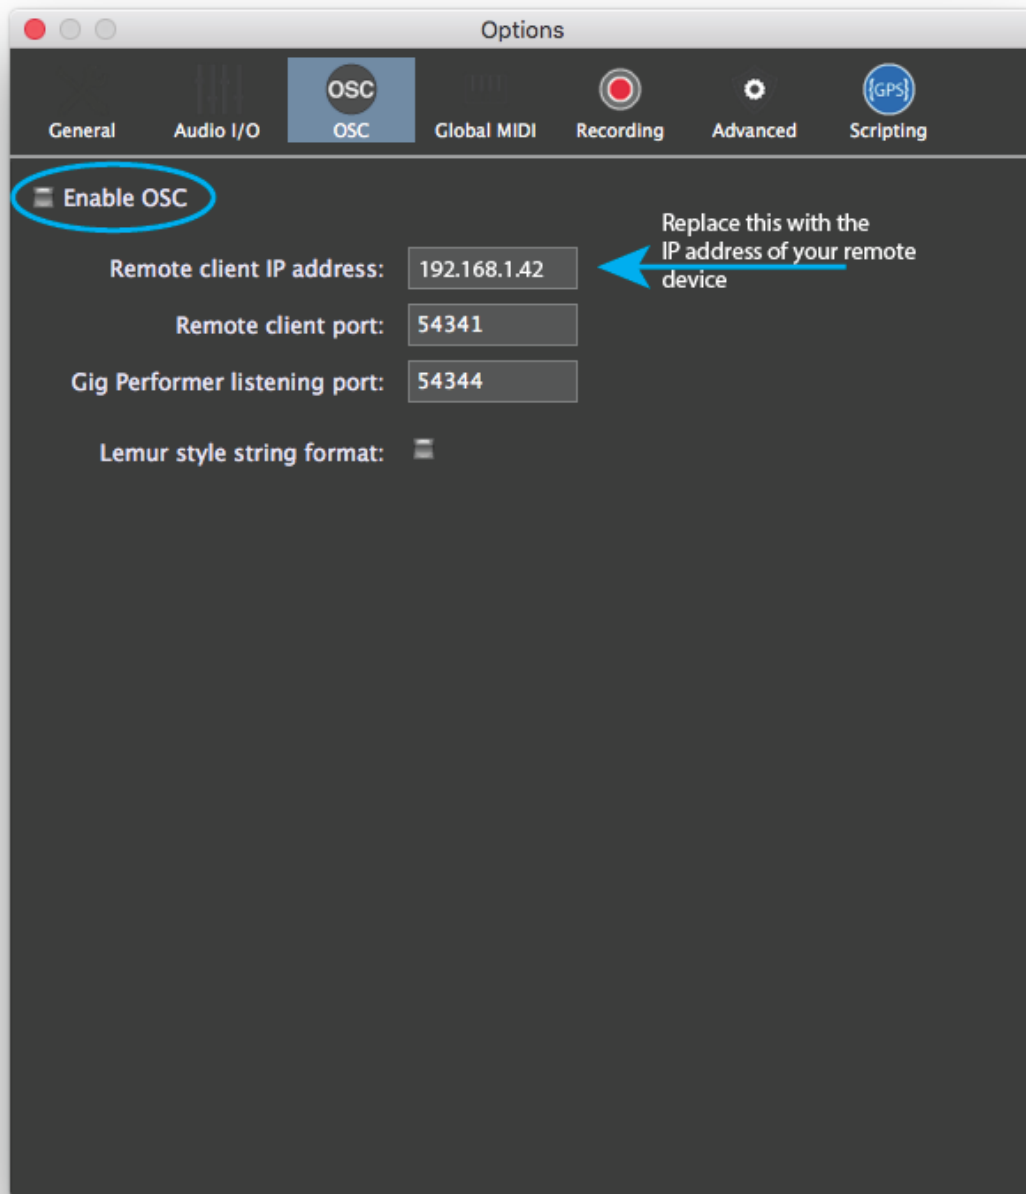 Options
General Audio I/O OSC OSC Global MIDI Recording Advanced {GPS} Scripting
Enable OSC
Replace this with the
IP address of your remote
device
Remote client IP address: 192.168.1.42
Remote client port: 54341
Gig Performer listening port: 54344
Lemur style string format: